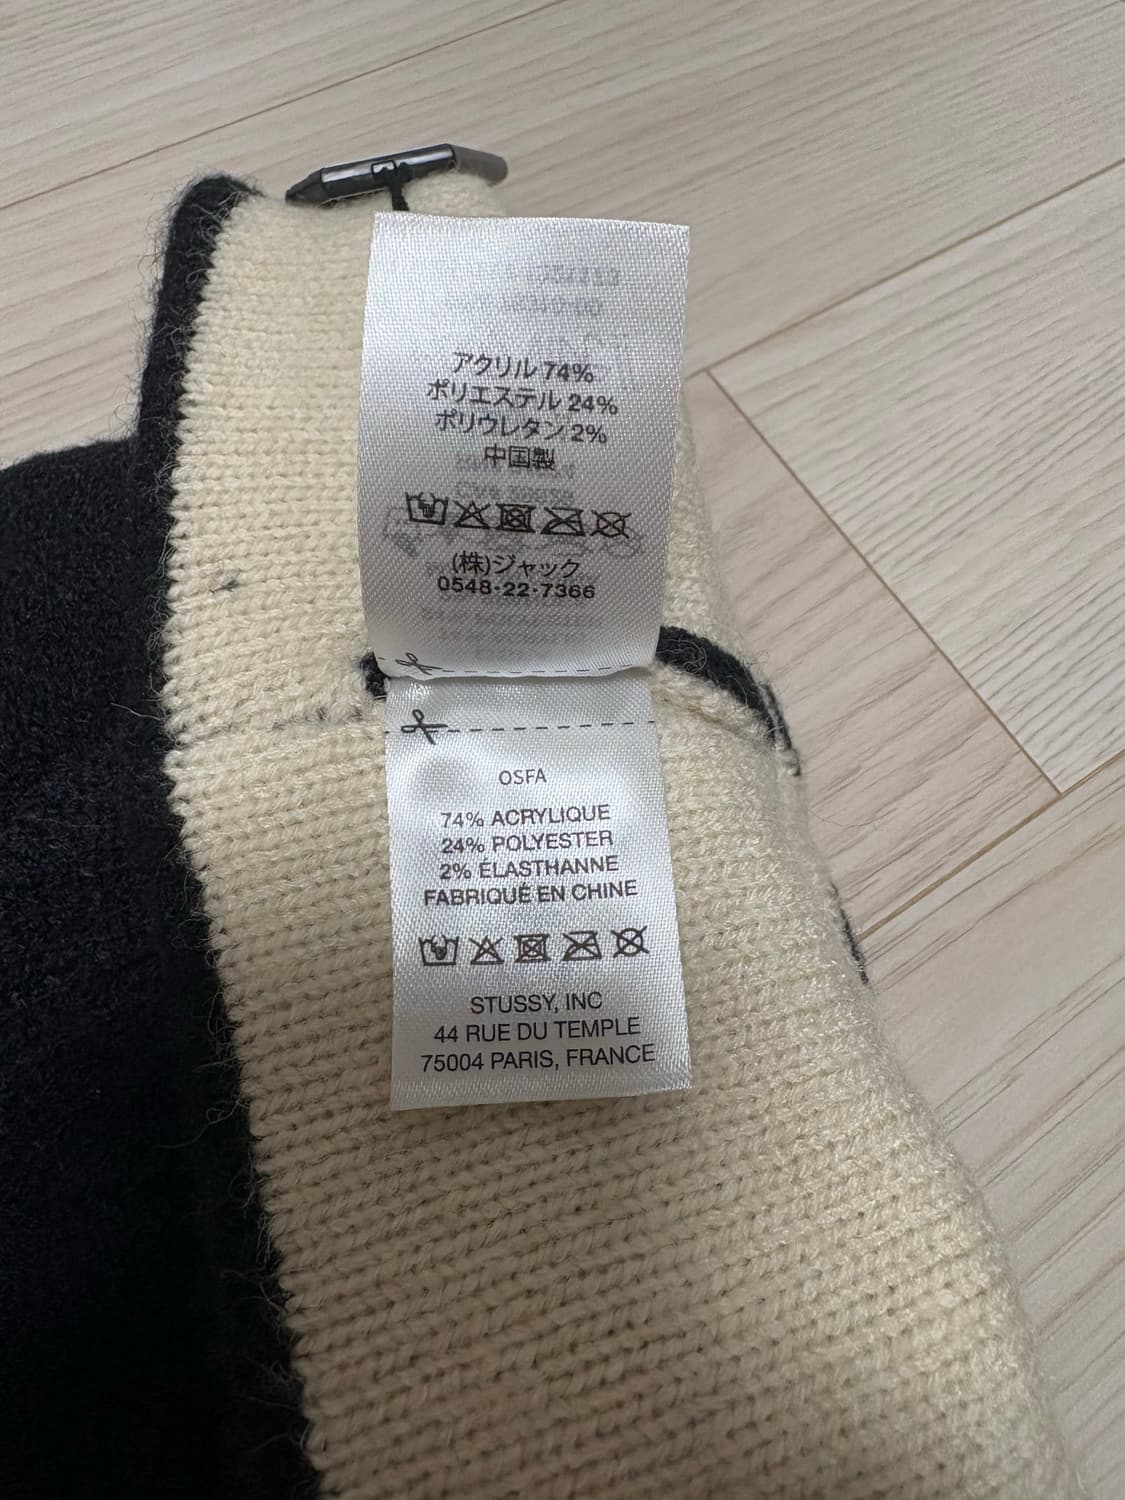 アクリル 74%
ポリエステル 24%
ポリウレタン 2%
中国製
(株)ジャック
0548-22-7366
OSFA
74% ACRYLIQUE
24% POLYESTER
2% ÉLASTHANNE
FABRIQUÉ EN CHINE
STUSSY, INC
44 RUE DU TEMPLE
75004 PARIS, FRANCE